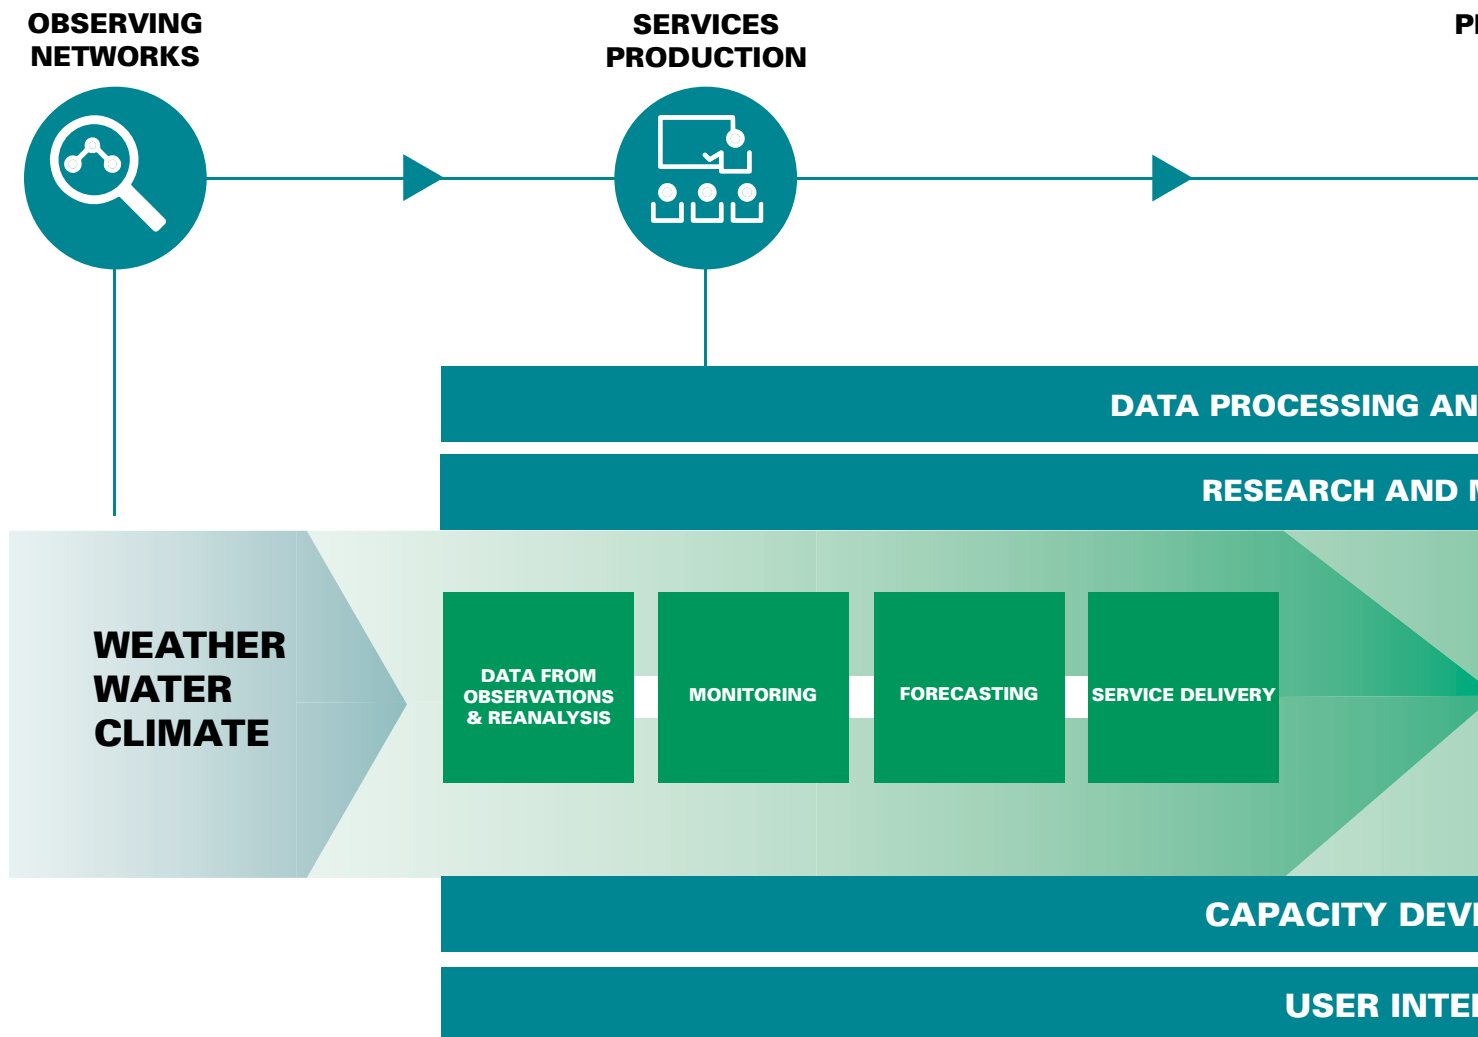 OBSERVING
NETWORKS
SERVICES
PRODUCTION
DATA PROCESSING AN
RESEARCH AND
WEATHER
WATER
CLIMATE
DATA FROM
OBSERVATIONS
& REANALYSIS
MONITORING
FORECASTING
SERVICE DELIVERY
CAPACITY DEV
USER INTE